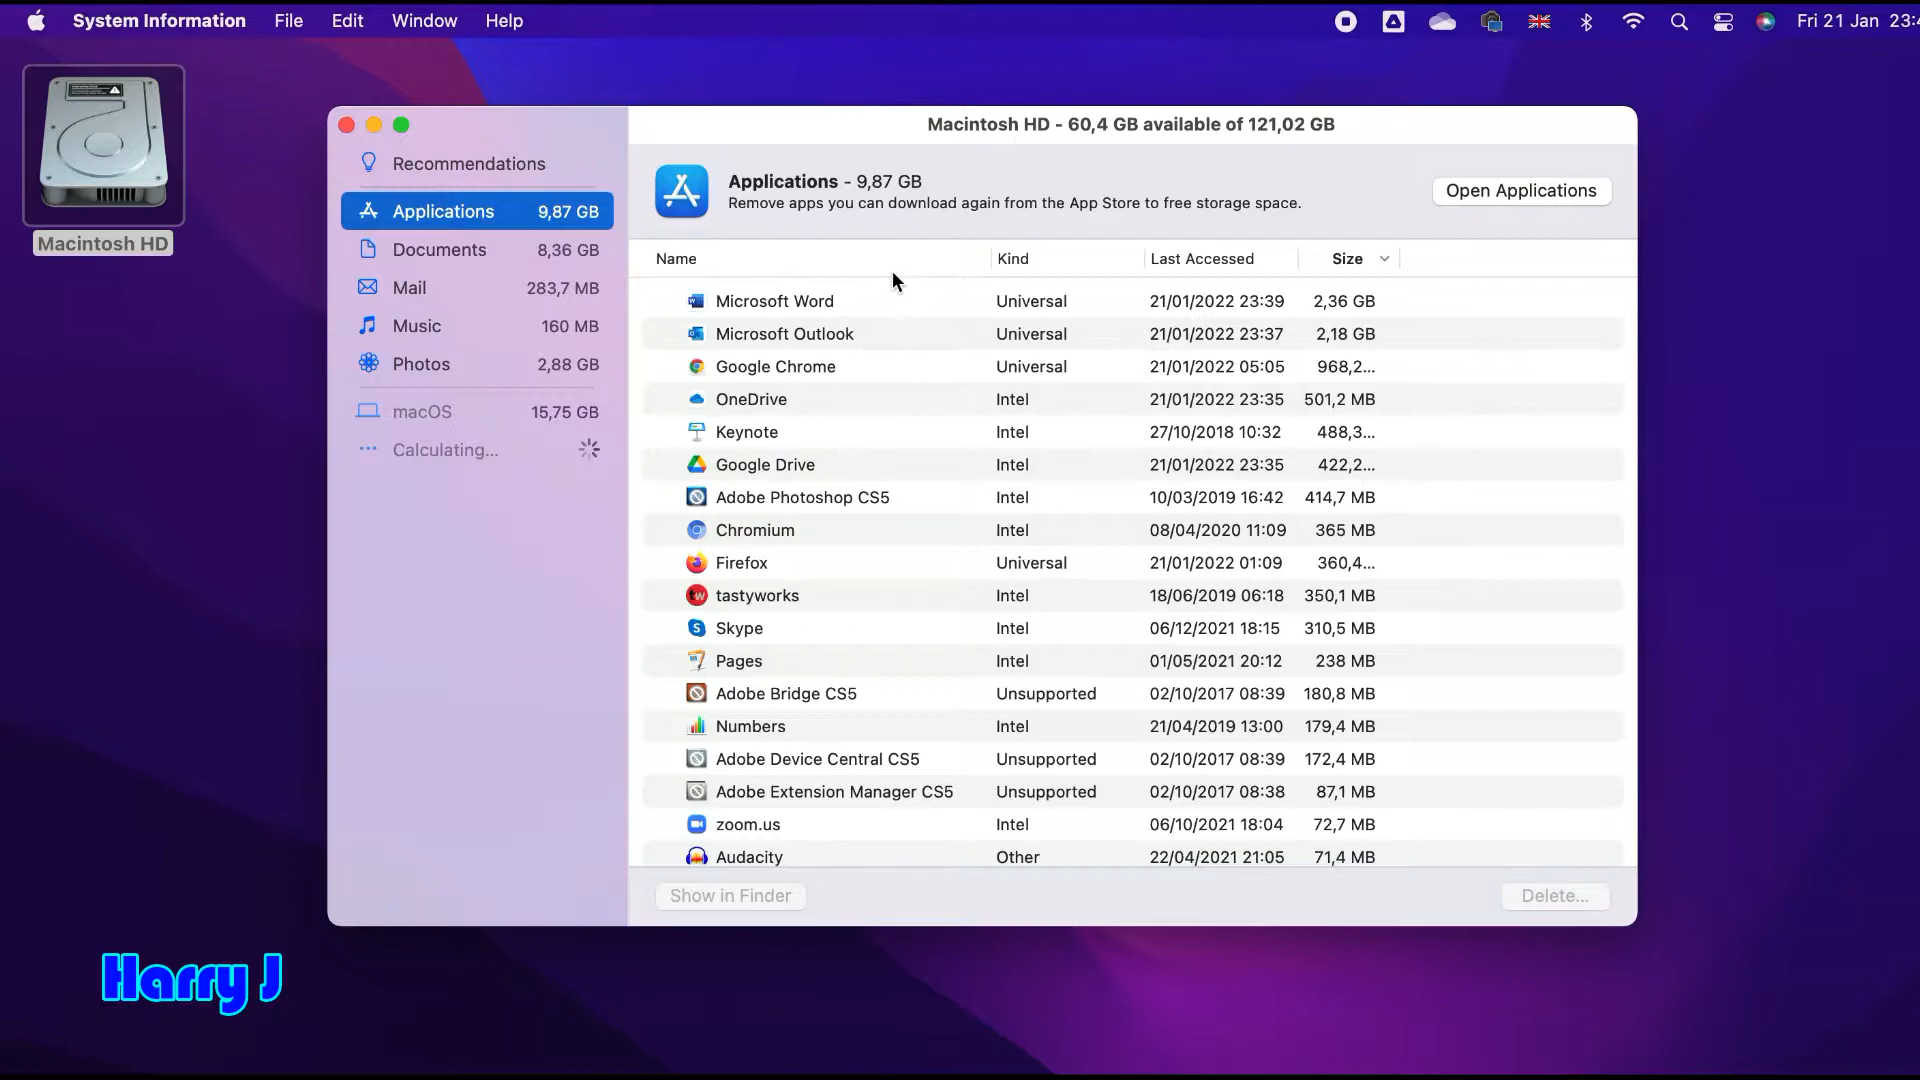 System Information File Edit Window Help Fri 21 Jan 23:4
Macintosh HD
Macintosh HD - 60,4 GB available of 121,02 GB
Recommendations
Applications 9,87 GB
Documents 8,36 GB
Mail 283,7 MB
Music 160 MB
Photos 2,88 GB
macOS 15,75 GB
Calculating...
Applications - 9,87 GB
Remove apps you can download again from the App Store to free storage space.
Open Applications
Name Kind Last Accessed Size
Microsoft Word Universal 21/01/2022 23:39 2,36 GB
Microsoft Outlook Universal 21/01/2022 23:37 2,18 GB
Google Chrome Universal 21/01/2022 05:05 968,2...
OneDrive Intel 21/01/2022 23:35 501,2 MB
Keynote Intel 27/10/2018 10:32 488,3...
Google Drive Intel 21/01/2022 23:35 422,2...
Adobe Photoshop CS5 Intel 10/03/2019 16:42 414,7 MB
Chromium Intel 08/04/2020 11:09 365 MB
Firefox Universal 21/01/2022 01:09 360,4...
tastyworks Intel 18/06/2019 06:18 350,1 MB
Skype Intel 06/12/2021 18:15 310,5 MB
Pages Intel 01/05/2021 20:12 238 MB
Adobe Bridge CS5 Unsupported 02/10/2017 08:39 180,8 MB
Numbers Intel 21/04/2019 13:00 179,4 MB
Adobe Device Central CS5 Unsupported 02/10/2017 08:39 172,4 MB
Adobe Extension Manager CS5 Unsupported 02/10/2017 08:38 87,1 MB
zoom.us Intel 06/10/2021 18:04 72,7 MB
Audacity Other 22/04/2021 21:05 71,4 MB
Show in Finder Delete...
Harry J